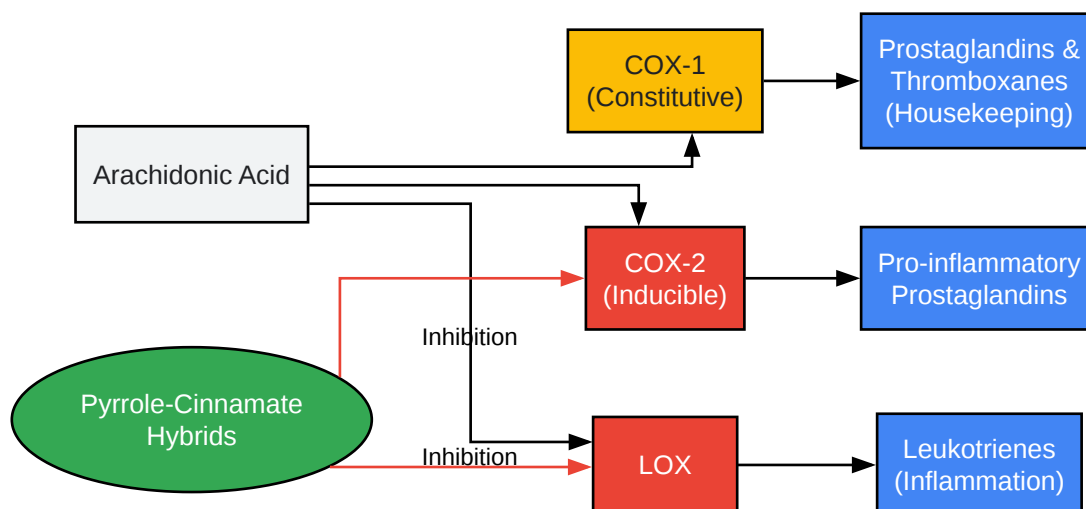 COX-1
(Constitutive)
Prostaglandins &
Thromboxanes
(Housekeeping)
Arachidonic Acid
COX-2
(Inducible)
Pro-inflammatory
Prostaglandins
Inhibition
Pyrrole-Cinnamate
Hybrids
Inhibition
LOX
Leukotrienes
(Inflammation)